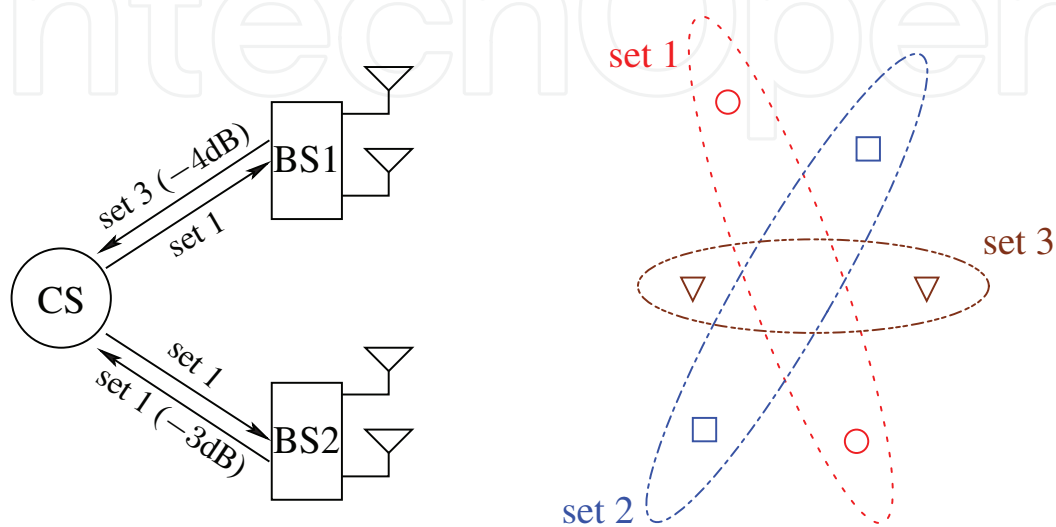 ntechOpen
set 1
BS1
set 3 (−4dB)
set 1
set 3
CS
set 1
set 1 (−3dB)
BS2
set 2